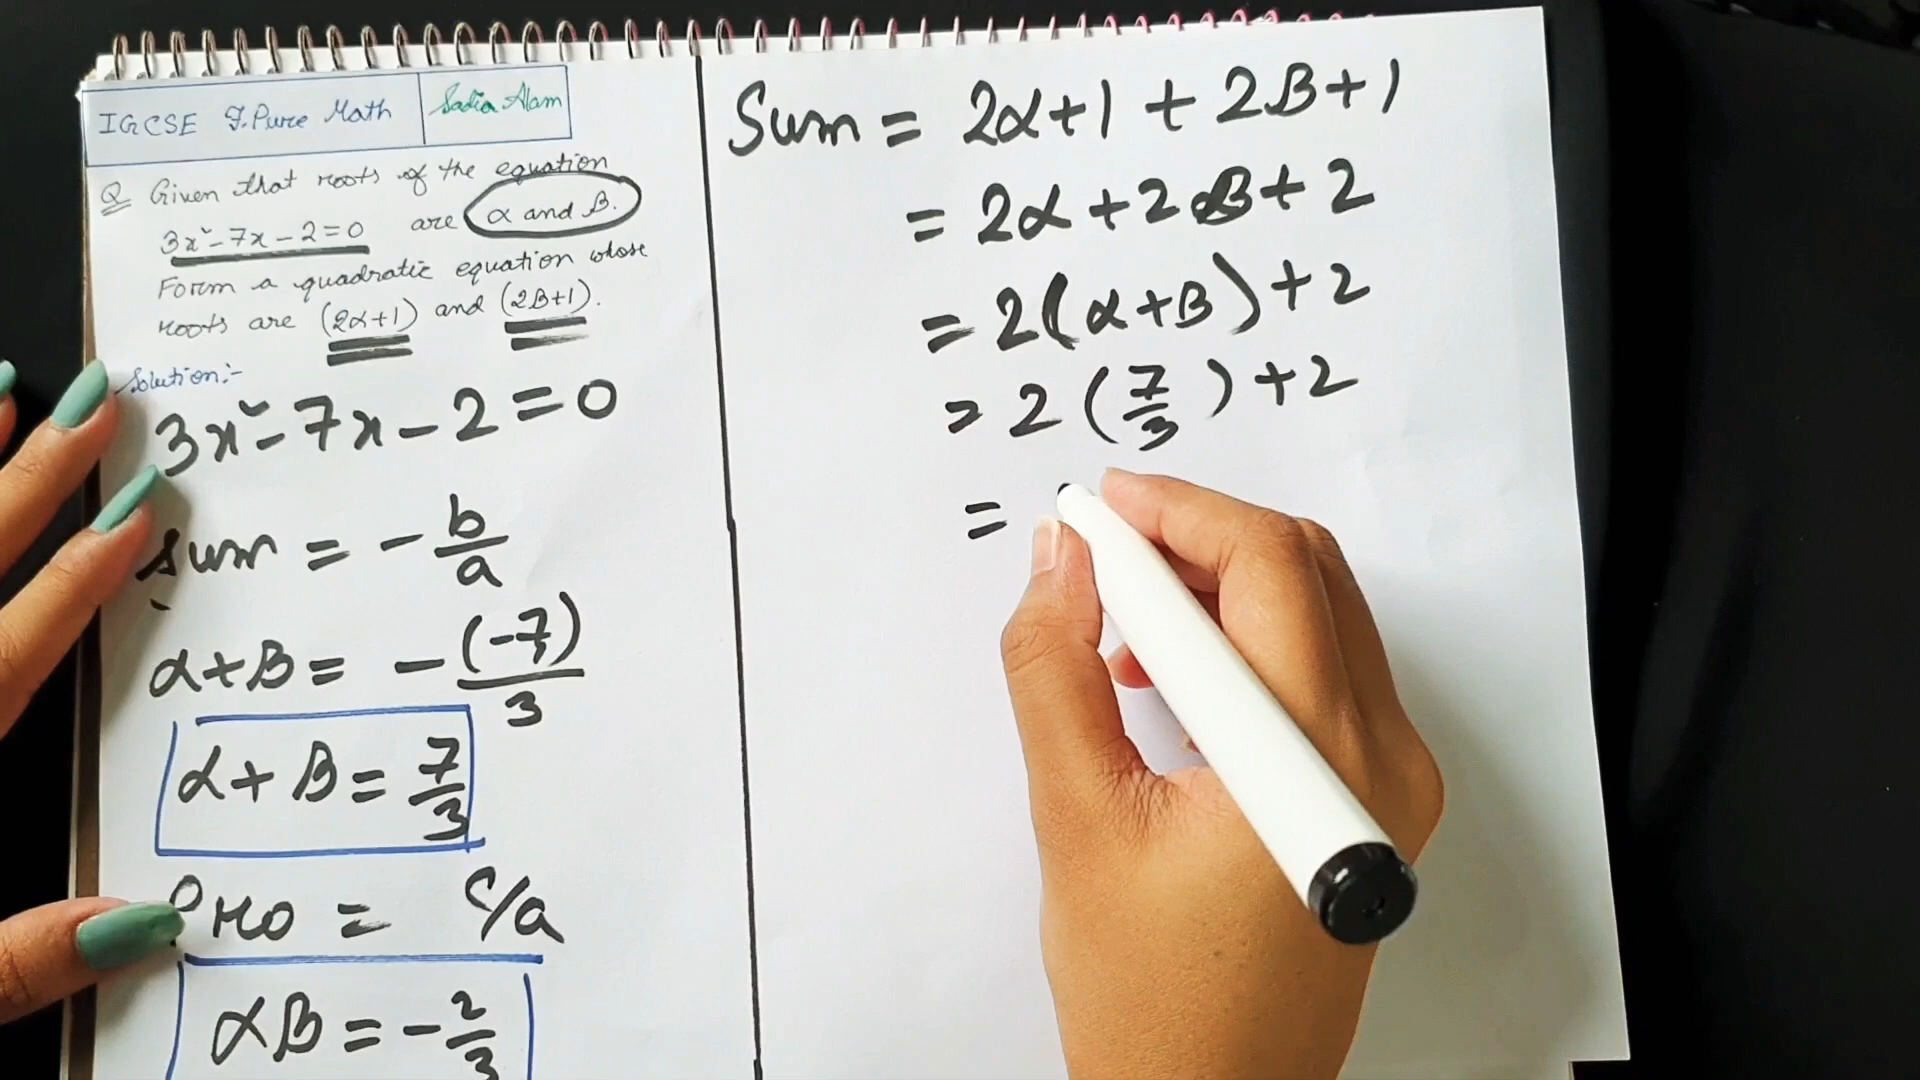 IGCSE F.Pure Math
Sadia Alam
Q Given that roots of the equation
3x²-7x-2=0 are α and β.
Form a quadratic equation whose
roots are (2α+1) and (2β+1).
Solution:-
3x²-7x-2=0
Sum = -b/a
α+β = -(-7)/3
α+β = 7/3
Pro = c/a
αβ = -2/3
Sum = 2α+1 + 2β+1
= 2α+2β+2
= 2(α+β)+2
= 2(7/3)+2
=